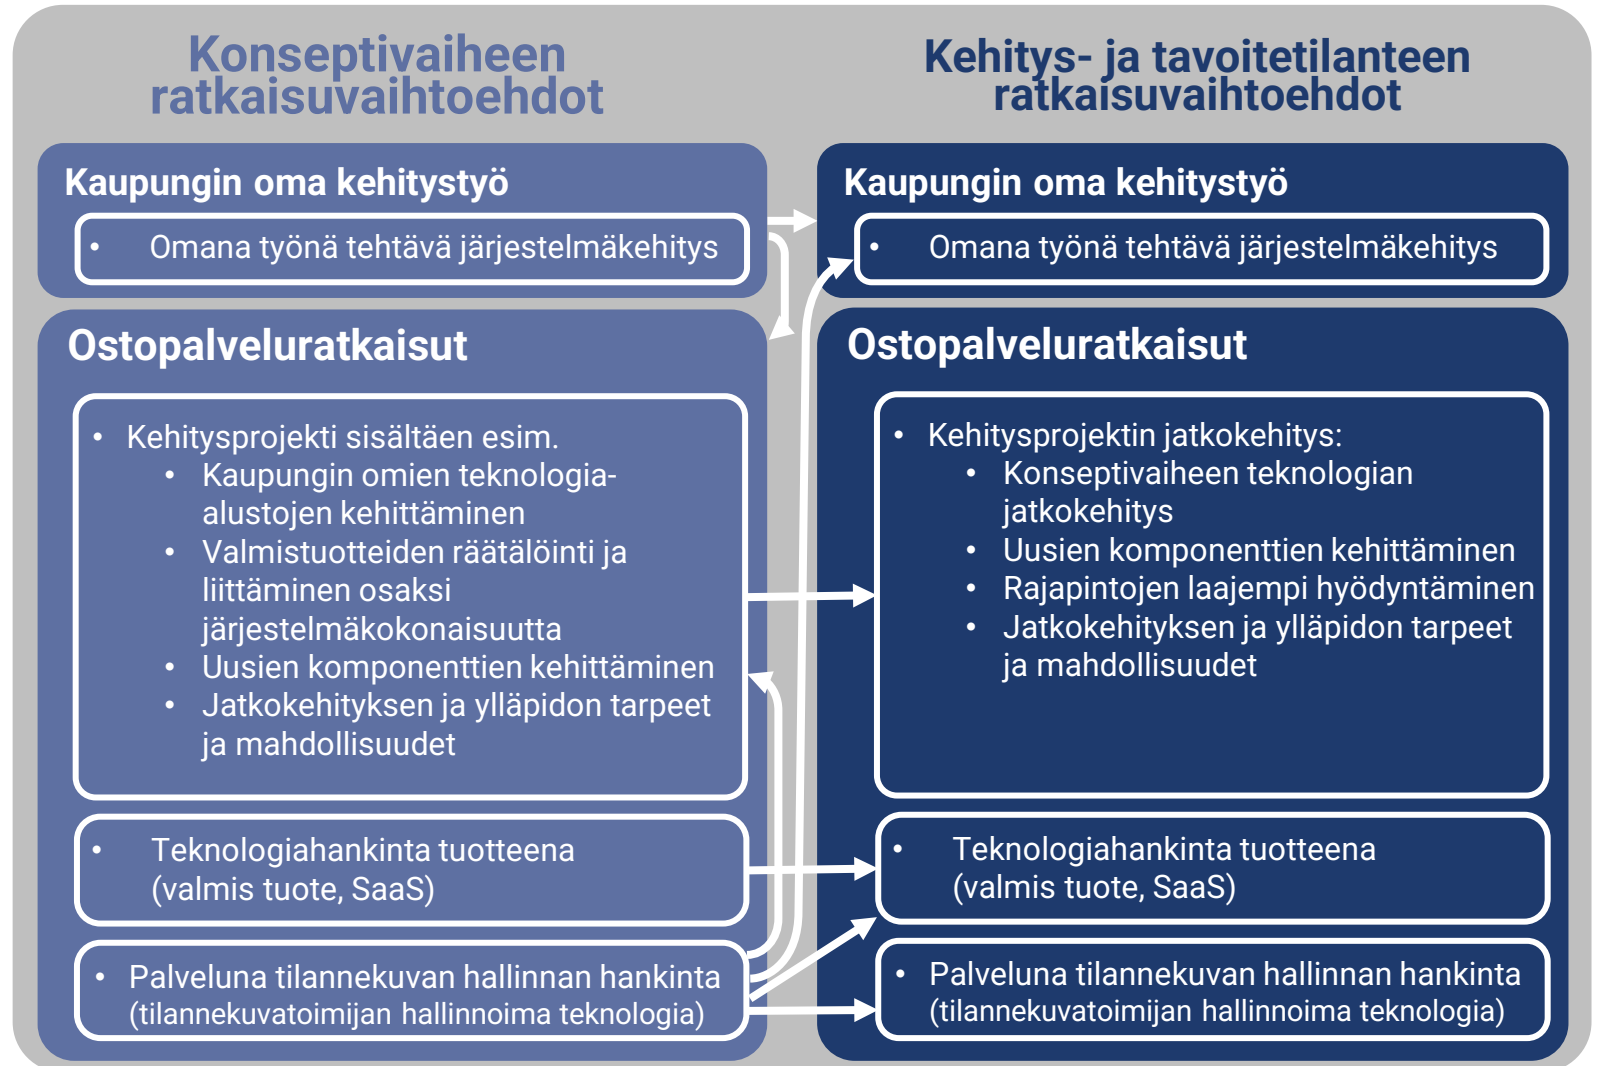 Konseptivaiheen
ratkaisuvaihtoehdot
Kaupungin oma kehitystyö
• Omana työnä tehtävä järjestelmäkehitys
Ostopalveluratkaisut
• Kehitysprojekti sisältäen esim.
• Kaupungin omien teknologia-
alustojen kehittäminen
• Valmistuotteiden räätälöinti ja
liittäminen osaksi
järjestelmäkokonaisuutta
• Uusien komponenttien kehittäminen
• Jatkokehityksen ja ylläpidon tarpeet
ja mahdollisuudet
• Teknologiahankinta tuotteena
(valmis tuote, SaaS)
• Palveluna tilannekuvan hallinnan hankinta
(tilannekuvatoimijan hallinnoima teknologia)
Kehitys- ja tavoitetilanteen
ratkaisuvaihtoehdot
Kaupungin oma kehitystyö
• Omana työnä tehtävä järjestelmäkehitys
Ostopalveluratkaisut
• Kehitysprojektin jatkokehitys:
• Konseptivaiheen teknologian
jatkokehitys
• Uusien komponenttien kehittäminen
• Rajapintojen laajempi hyödyntäminen
• Jatkokehityksen ja ylläpidon tarpeet
ja mahdollisuudet
• Teknologiahankinta tuotteena
(valmis tuote, SaaS)
• Palveluna tilannekuvan hallinnan hankinta
(tilannekuvatoimijan hallinnoima teknologia)